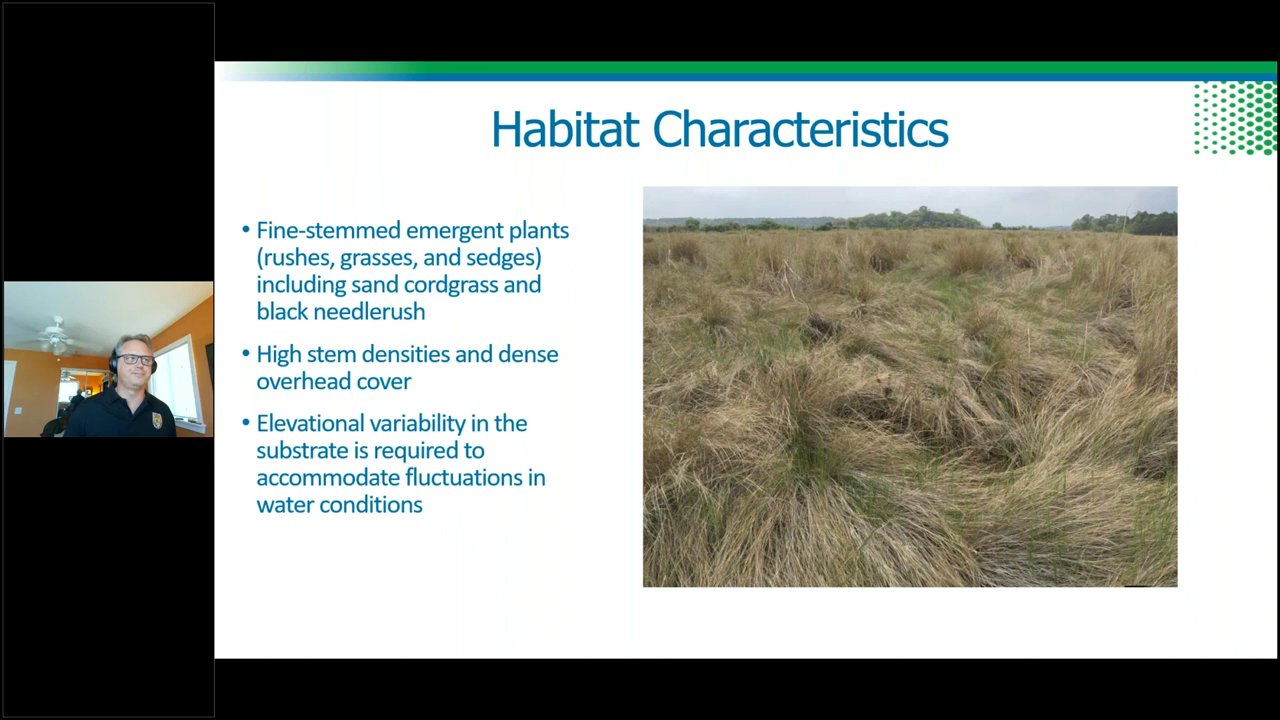 Habitat Characteristics
• Fine-stemmed emergent plants
(rushes, grasses, and sedges)
including sand cordgrass and
black needlerush
• High stem densities and dense
overhead cover
• Elevational variability in the
substrate is required to
accommodate fluctuations in
water conditions